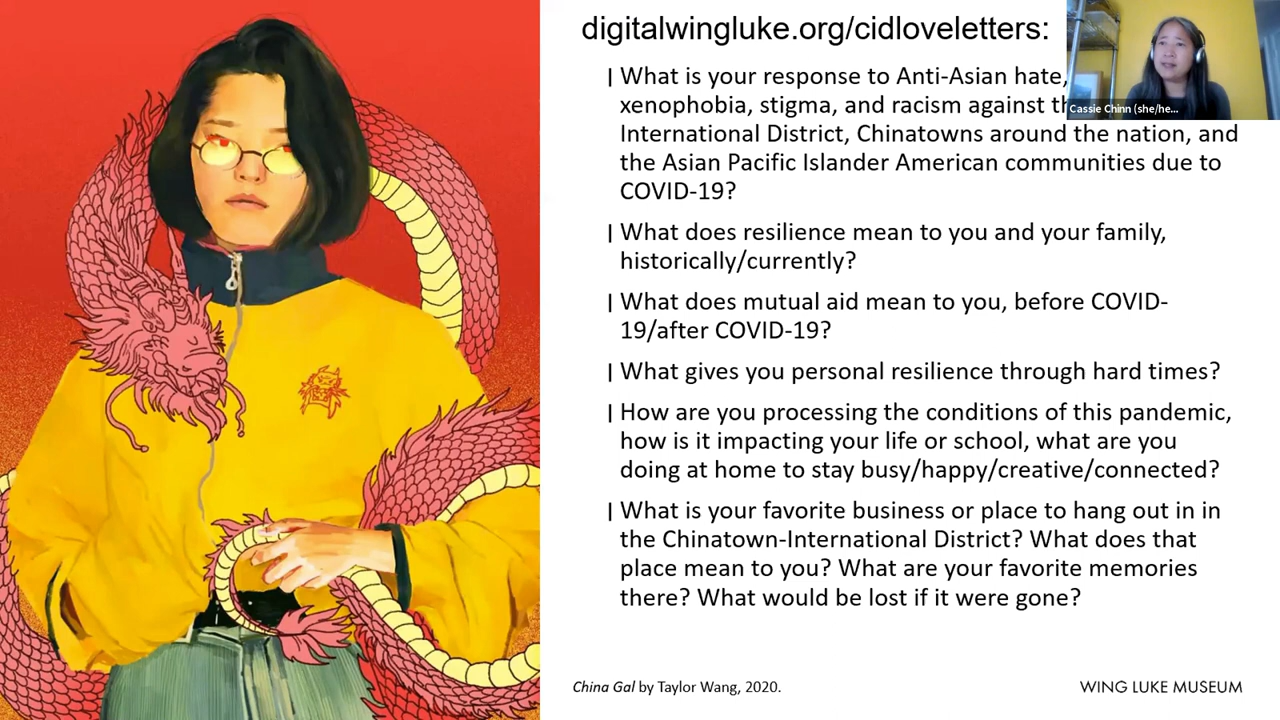 digitalwingluke.org/cidloveletters:
| What is your response to Anti-Asian hate,
xenophobia, stigma, and racism against
International District, Chinatowns around the nation, and
the Asian Pacific Islander American communities due to
COVID-19?
| What does resilience mean to you and your family,
historically/currently?
| What does mutual aid mean to you, before COVID-
19/after COVID-19?
| What gives you personal resilience through hard times?
| How are you processing the conditions of this pandemic,
how is it impacting your life or school, what are you
doing at home to stay busy/happy/creative/connected?
| What is your favorite business or place to hang out in in
the Chinatown-International District? What does that
place mean to you? What are your favorite memories
there? What would be lost if it were gone?
Cassie Chinn (she/he...
China Gal by Taylor Wang, 2020.
WING LUKE MUSEUM